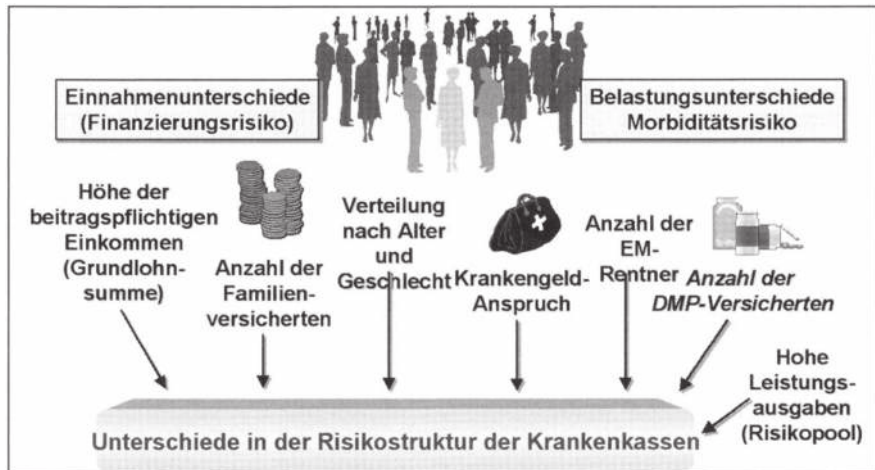 Einnahmenunterschiede
(Finanzierungsrisiko)
Belastungsunterschiede
Morbiditätsrisiko
Höhe der
beitragspflichtigen
Einkommen
(Grundlohn-
summe)
Anzahl der
Familien-
versicherten
Verteilung
nach Alter
und
Geschlecht
Krankengeld-
Anspruch
Anzahl der
EM-
Rentner
Anzahl der
DMP-Versicherten
Hohe
Leistungs-
ausgaben
(Risikopool)
Unterschiede in der Risikostruktur der Krankenkassen